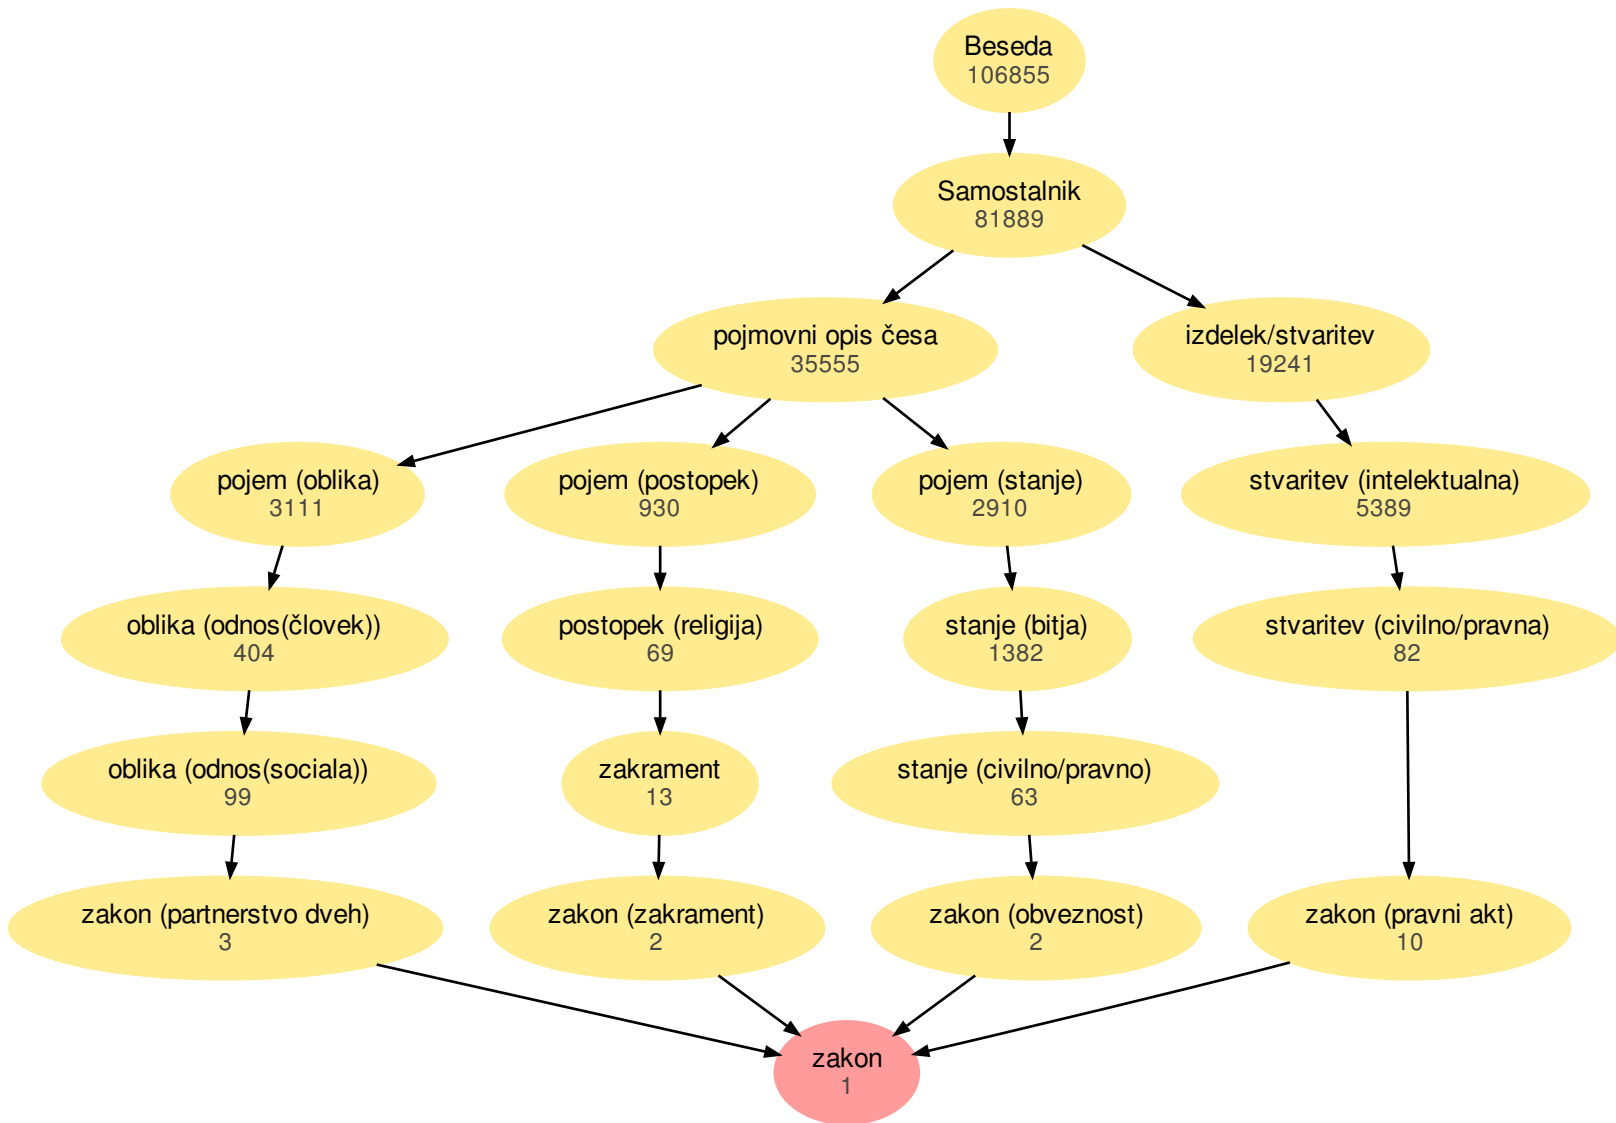 Beseda
106855
Samostalnik
81889
pojmovni opis česa
35555
izdelek/stvaritev
19241
pojem (oblika)
3111
pojem (postopek)
930
pojem (stanje)
2910
stvaritev (intelektualna)
5389
oblika (odnos(človek))
404
postopek (religija)
69
stanje (bitja)
1382
stvaritev (civilno/pravna)
82
oblika (odnos(sociala))
99
zakrament
13
stanje (civilno/pravno)
63
zakon (partnerstvo dveh)
3
zakon (zakrament)
2
zakon (obveznost)
2
zakon (pravni akt)
10
zakon
1